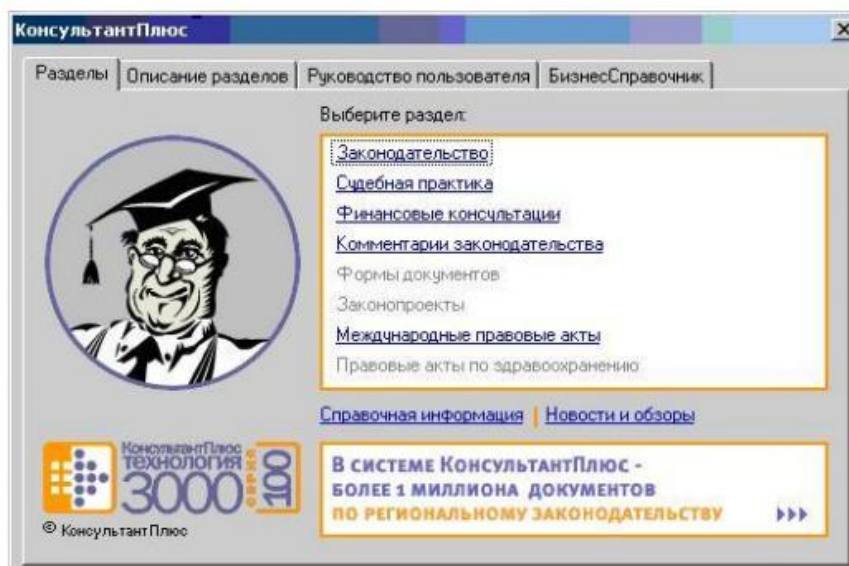 КонсультантПлюс
Разделы Описание разделов Руководство пользователя БизнесСправочник
Выберите раздел:
Законодательство
Судебная практика
Финансовые консультации
Комментарии законодательства
Формы документов
Законопроекты
Международные правовые акты
Правовые акты по здравоохранению
Справочная информация | Новости и обзоры
КонсультантПлюс
ТЕХНОЛОГИЯ
3000
СЕРИЯ
100
© КонсультантПлюс
В СИСТЕМЕ КОНСУЛЬТАНТПЛЮС -
БОЛЕЕ 1 МИЛЛИОНА ДОКУМЕНТОВ
ПО РЕГИОНАЛЬНОМУ ЗАКОНОДАТЕЛЬСТВУ